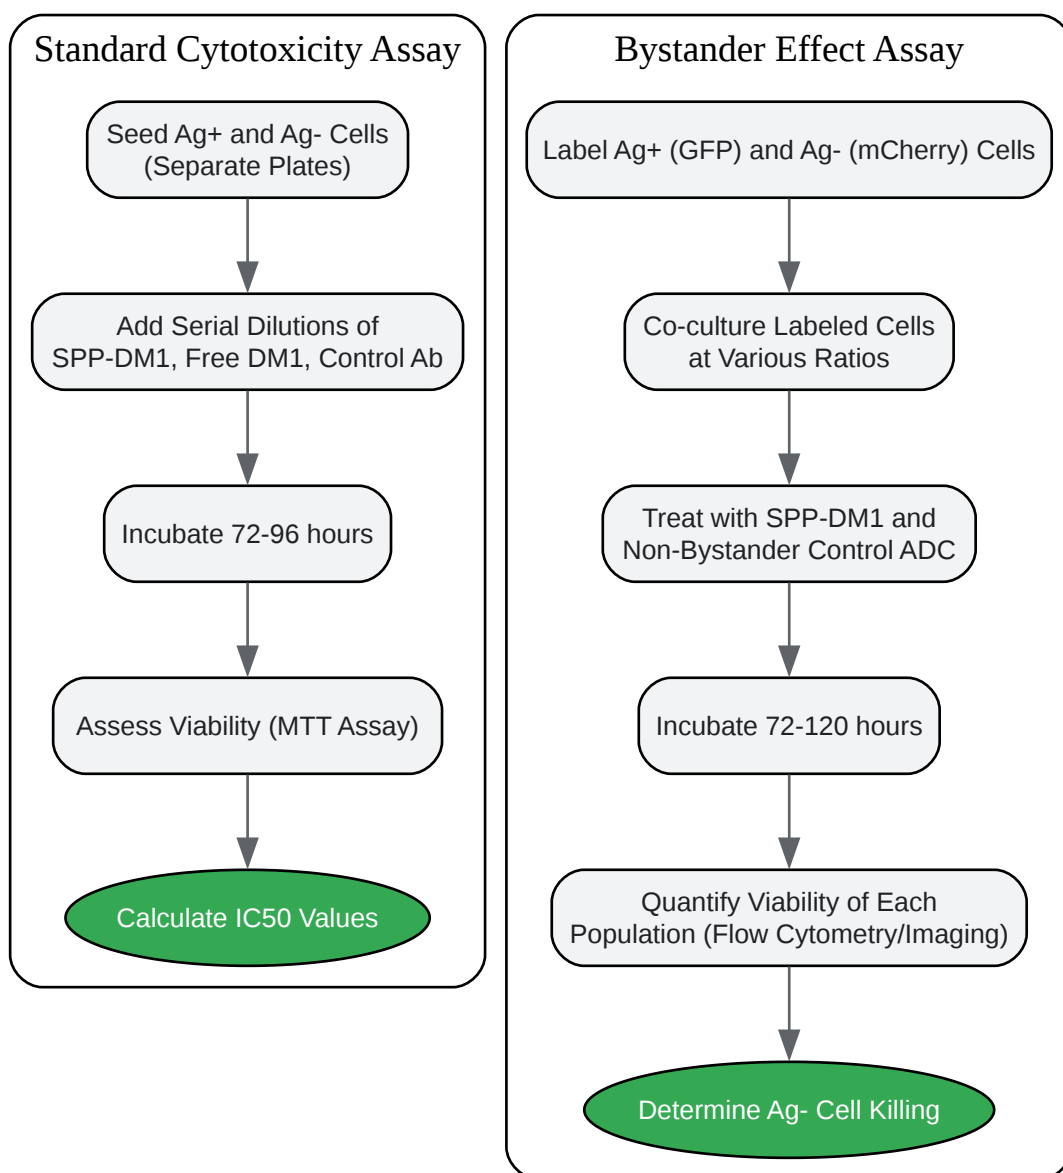 Standard Cytotoxicity Assay
Seed Ag+ and Ag- Cells
(Separate Plates)
Add Serial Dilutions of
SPP-DM1, Free DM1, Control Ab
Incubate 72-96 hours
Assess Viability (MTT Assay)
Calculate IC50 Values
Bystander Effect Assay
Label Ag+ (GFP) and Ag- (mCherry) Cells
Co-culture Labeled Cells
at Various Ratios
Treat with SPP-DM1 and
Non-Bystander Control ADC
Incubate 72-120 hours
Quantify Viability of Each
Population (Flow Cytometry/Imaging)
Determine Ag- Cell Killing